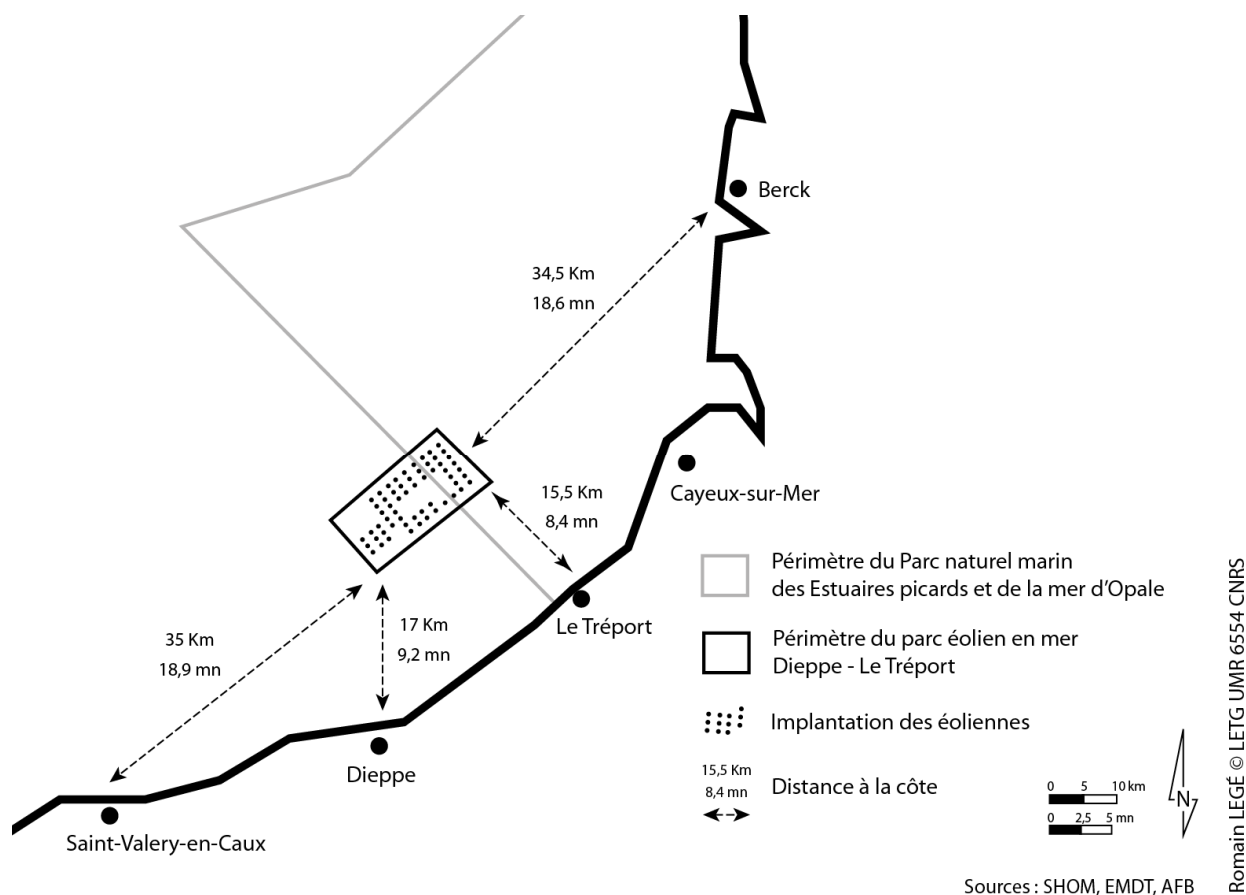 Berck
34,5 Km
18,6 mn
Cayeux-sur-Mer
15,5 Km
8,4 mn
Le Tréport
17 Km
9,2 mn
35 Km
18,9 mn
Dieppe
Saint-Valery-en-Caux
Périmètre du Parc naturel marin
des Estuaires picards et de la mer d'Opale
Périmètre du parc éolien en mer
Dieppe - Le Tréport
Implantation des éoliennes
15,5 Km
8,4 mn
Distance à la côte
0 5 10 km
0 2,5 5 mn
N
Sources : SHOM, EMDT, AFB
Romain LEGÉ © LETG UMR 6554 CNRS